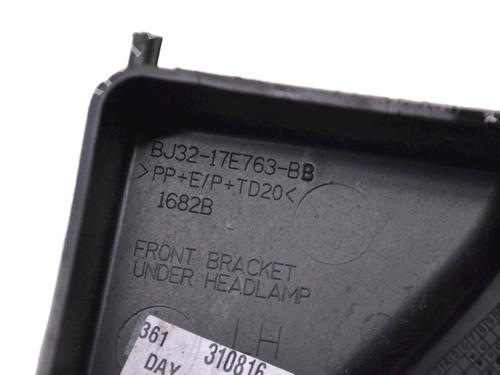 BJ32-17E763-BB
>PP+E/P+TD20<
1682B
FRONT BRACKET
UNDER HEADLAMP
LH
361 310816
DAY